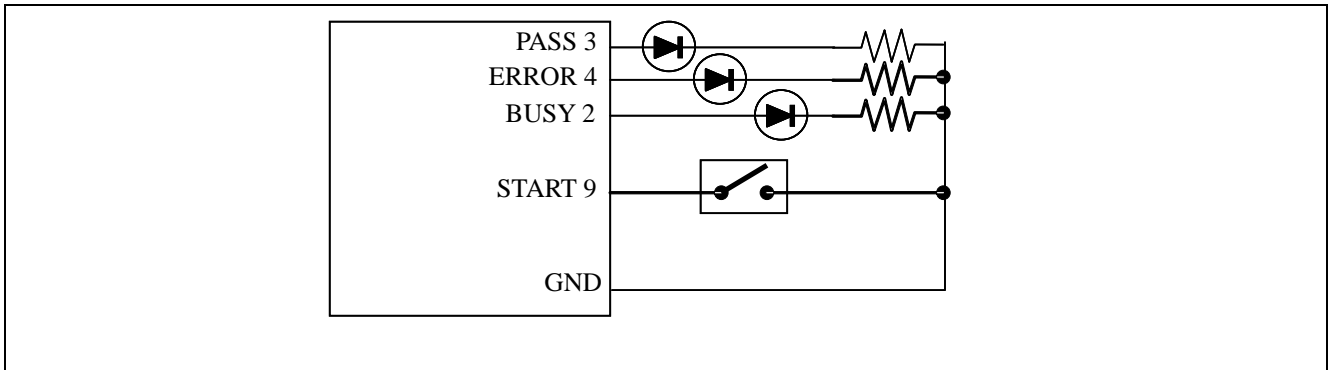 PASS 3
ERROR 4
BUSY 2
START 9
GND